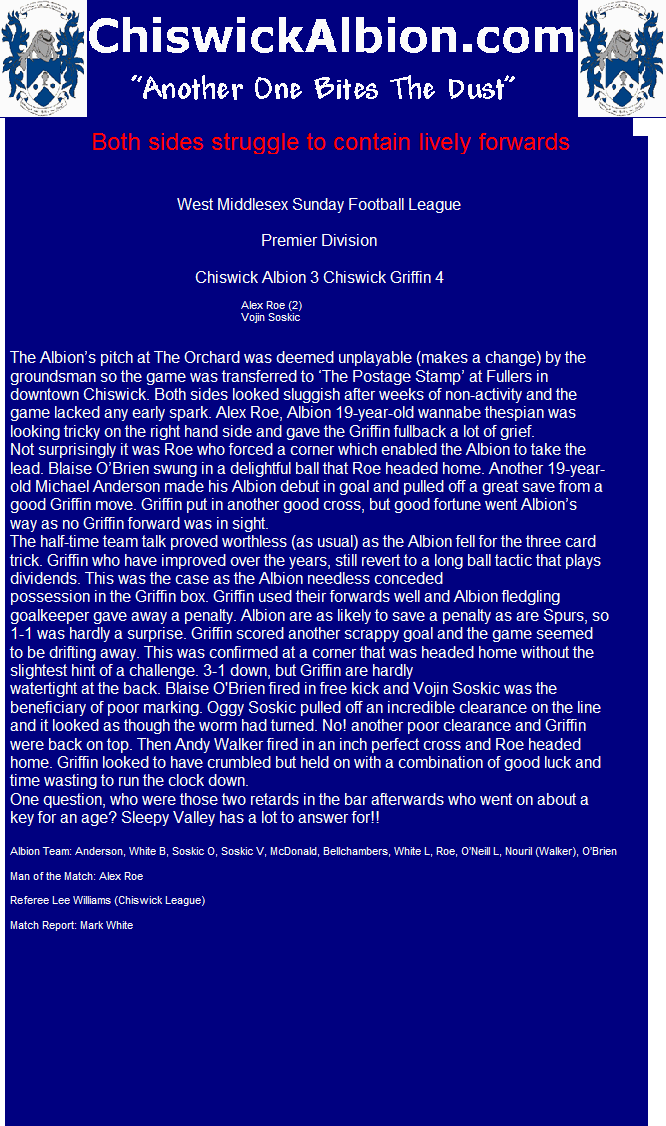 ChiswickAlbion.com
“Another One Bites The Dust”
Both sides struggle to contain lively forwards
West Middlesex Sunday Football League
Premier Division
Chiswick Albion 3 Chiswick Griffin 4
Alex Roe (2)
Vojin Soskic
The Albion’s pitch at The Orchard was deemed unplayable (makes a change) by the
groundsman so the game was transferred to ‘The Postage Stamp’ at Fullers in
downtown Chiswick. Both sides looked sluggish after weeks of non-activity and the
game lacked any early spark. Alex Roe, Albion 19-year-old wannabe thespian was
looking tricky on the right hand side and gave the Griffin fullback a lot of grief.
Not surprisingly it was Roe who forced a corner which enabled the Albion to take the
lead. Blaise O’Brien swung in a delightful ball that Roe headed home. Another 19-year-
old Michael Anderson made his Albion debut in goal and pulled off a great save from a
good Griffin move. Griffin put in another good cross, but good fortune went Albion’s
way as no Griffin forward was in sight.
The half-time team talk proved worthless (as usual) as the Albion fell for the three card
trick. Griffin who have improved over the years, still revert to a long ball tactic that plays
dividends. This was the case as the Albion needless conceded
possession in the Griffin box. Griffin used their forwards well and Albion fledgling
goalkeeper gave away a penalty. Albion are as likely to save a penalty as are Spurs, so
1-1 was hardly a surprise. Griffin scored another scrappy goal and the game seemed
to be drifting away. This was confirmed at a corner that was headed home without the
slightest hint of a challenge. 3-1 down, but Griffin are hardly
watertight at the back. Blaise O'Brien fired in free kick and Vojin Soskic was the
beneficiary of poor marking. Oggy Soskic pulled off an incredible clearance on the line
and it looked as though the worm had turned. No! another poor clearance and Griffin
were back on top. Then Andy Walker fired in an inch perfect cross and Roe headed
home. Griffin looked to have crumbled but held on with a combination of good luck and
time wasting to run the clock down.
One question, who were those two retards in the bar afterwards who went on about a
key for an age? Sleepy Valley has a lot to answer for!!
Albion Team: Anderson, White B, Soskic O, Soskic V, McDonald, Bellchambers, White L, Roe, O'Neill L, Nouril (Walker), O'Brien
Man of the Match: Alex Roe
Referee Lee Williams (Chiswick League)
Match Report: Mark White